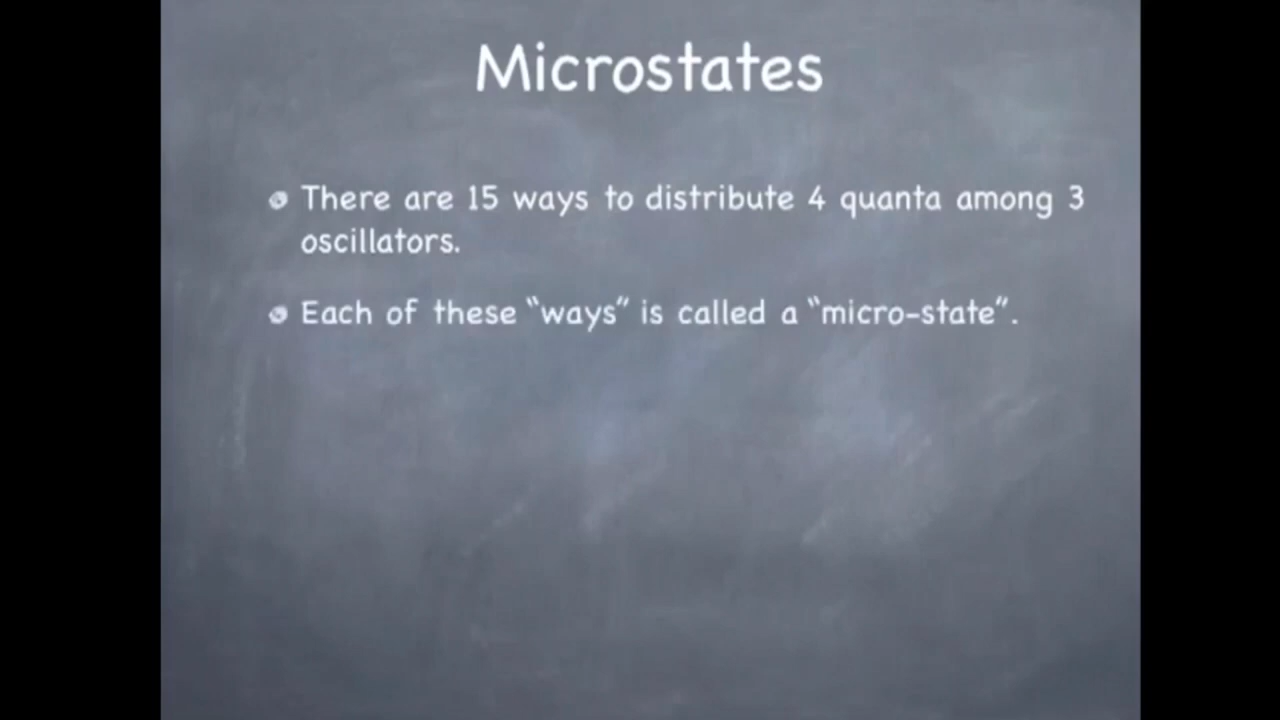 Microstates
There are 15 ways to distribute 4 quanta among 3
oscillators.
Each of these “ways” is called a “micro-state”.